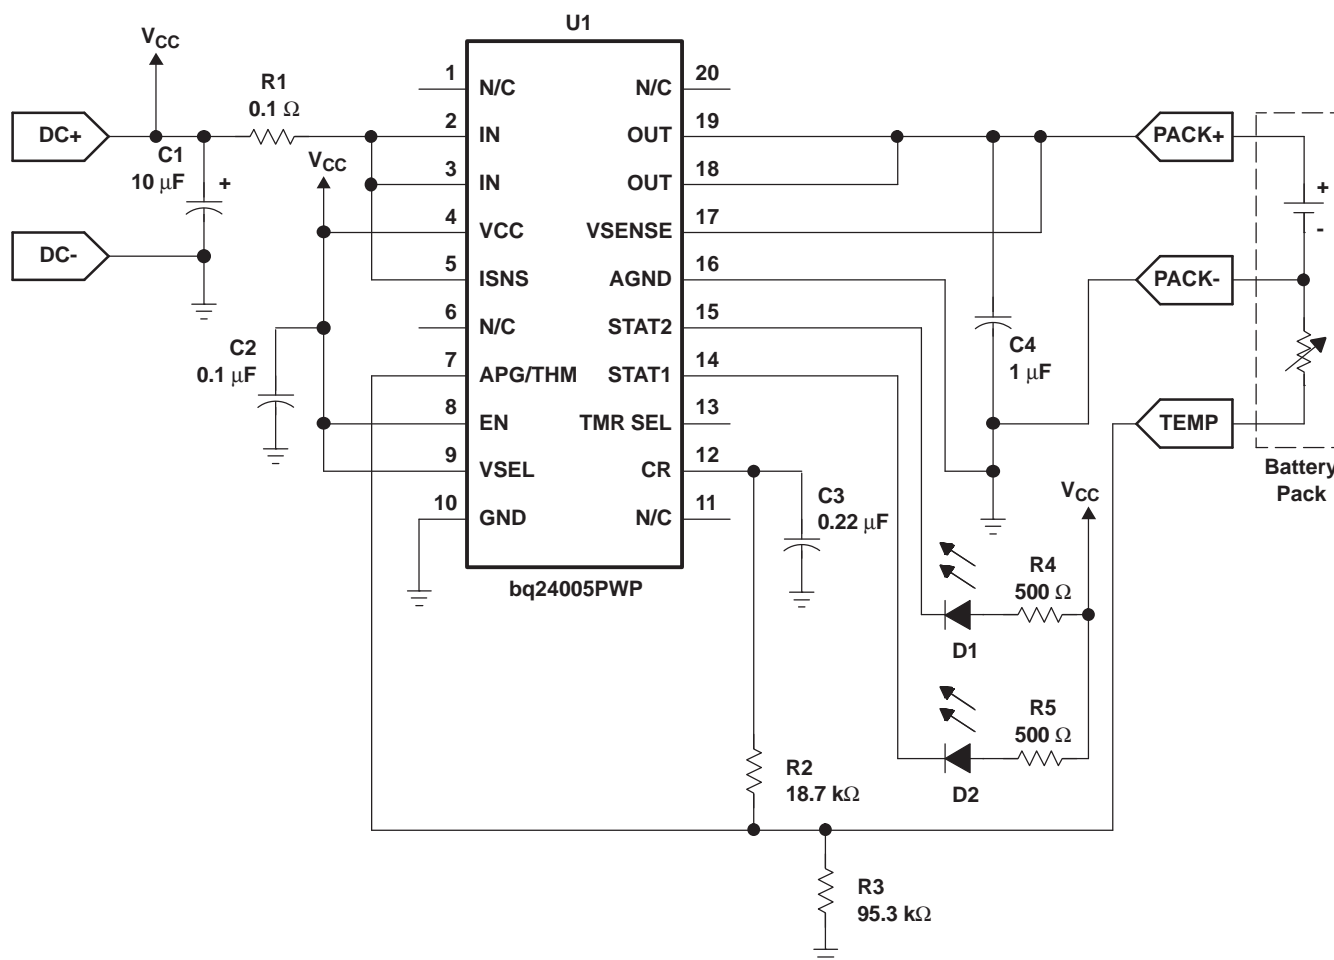 U1
V_CC
R1
0.1 Ω
DC+
C1
10 µF
+
DC-
V_CC
C2
0.1 µF
1 N/C
2 IN
3 IN
4 VCC
5 ISNS
6 N/C
7 APG/THM
8 EN
9 VSEL
10 GND
N/C 20
OUT 19
OUT 18
VSENSE 17
AGND 16
STAT2 15
STAT1 14
TMR SEL 13
CR 12
N/C 11
bq24005PWP
C3
0.22 µF
C4
1 µF
PACK+
PACK-
TEMP
+
-
Battery
Pack
V_CC
R4
500 Ω
D1
R5
500 Ω
D2
R2
18.7 kΩ
R3
95.3 kΩ